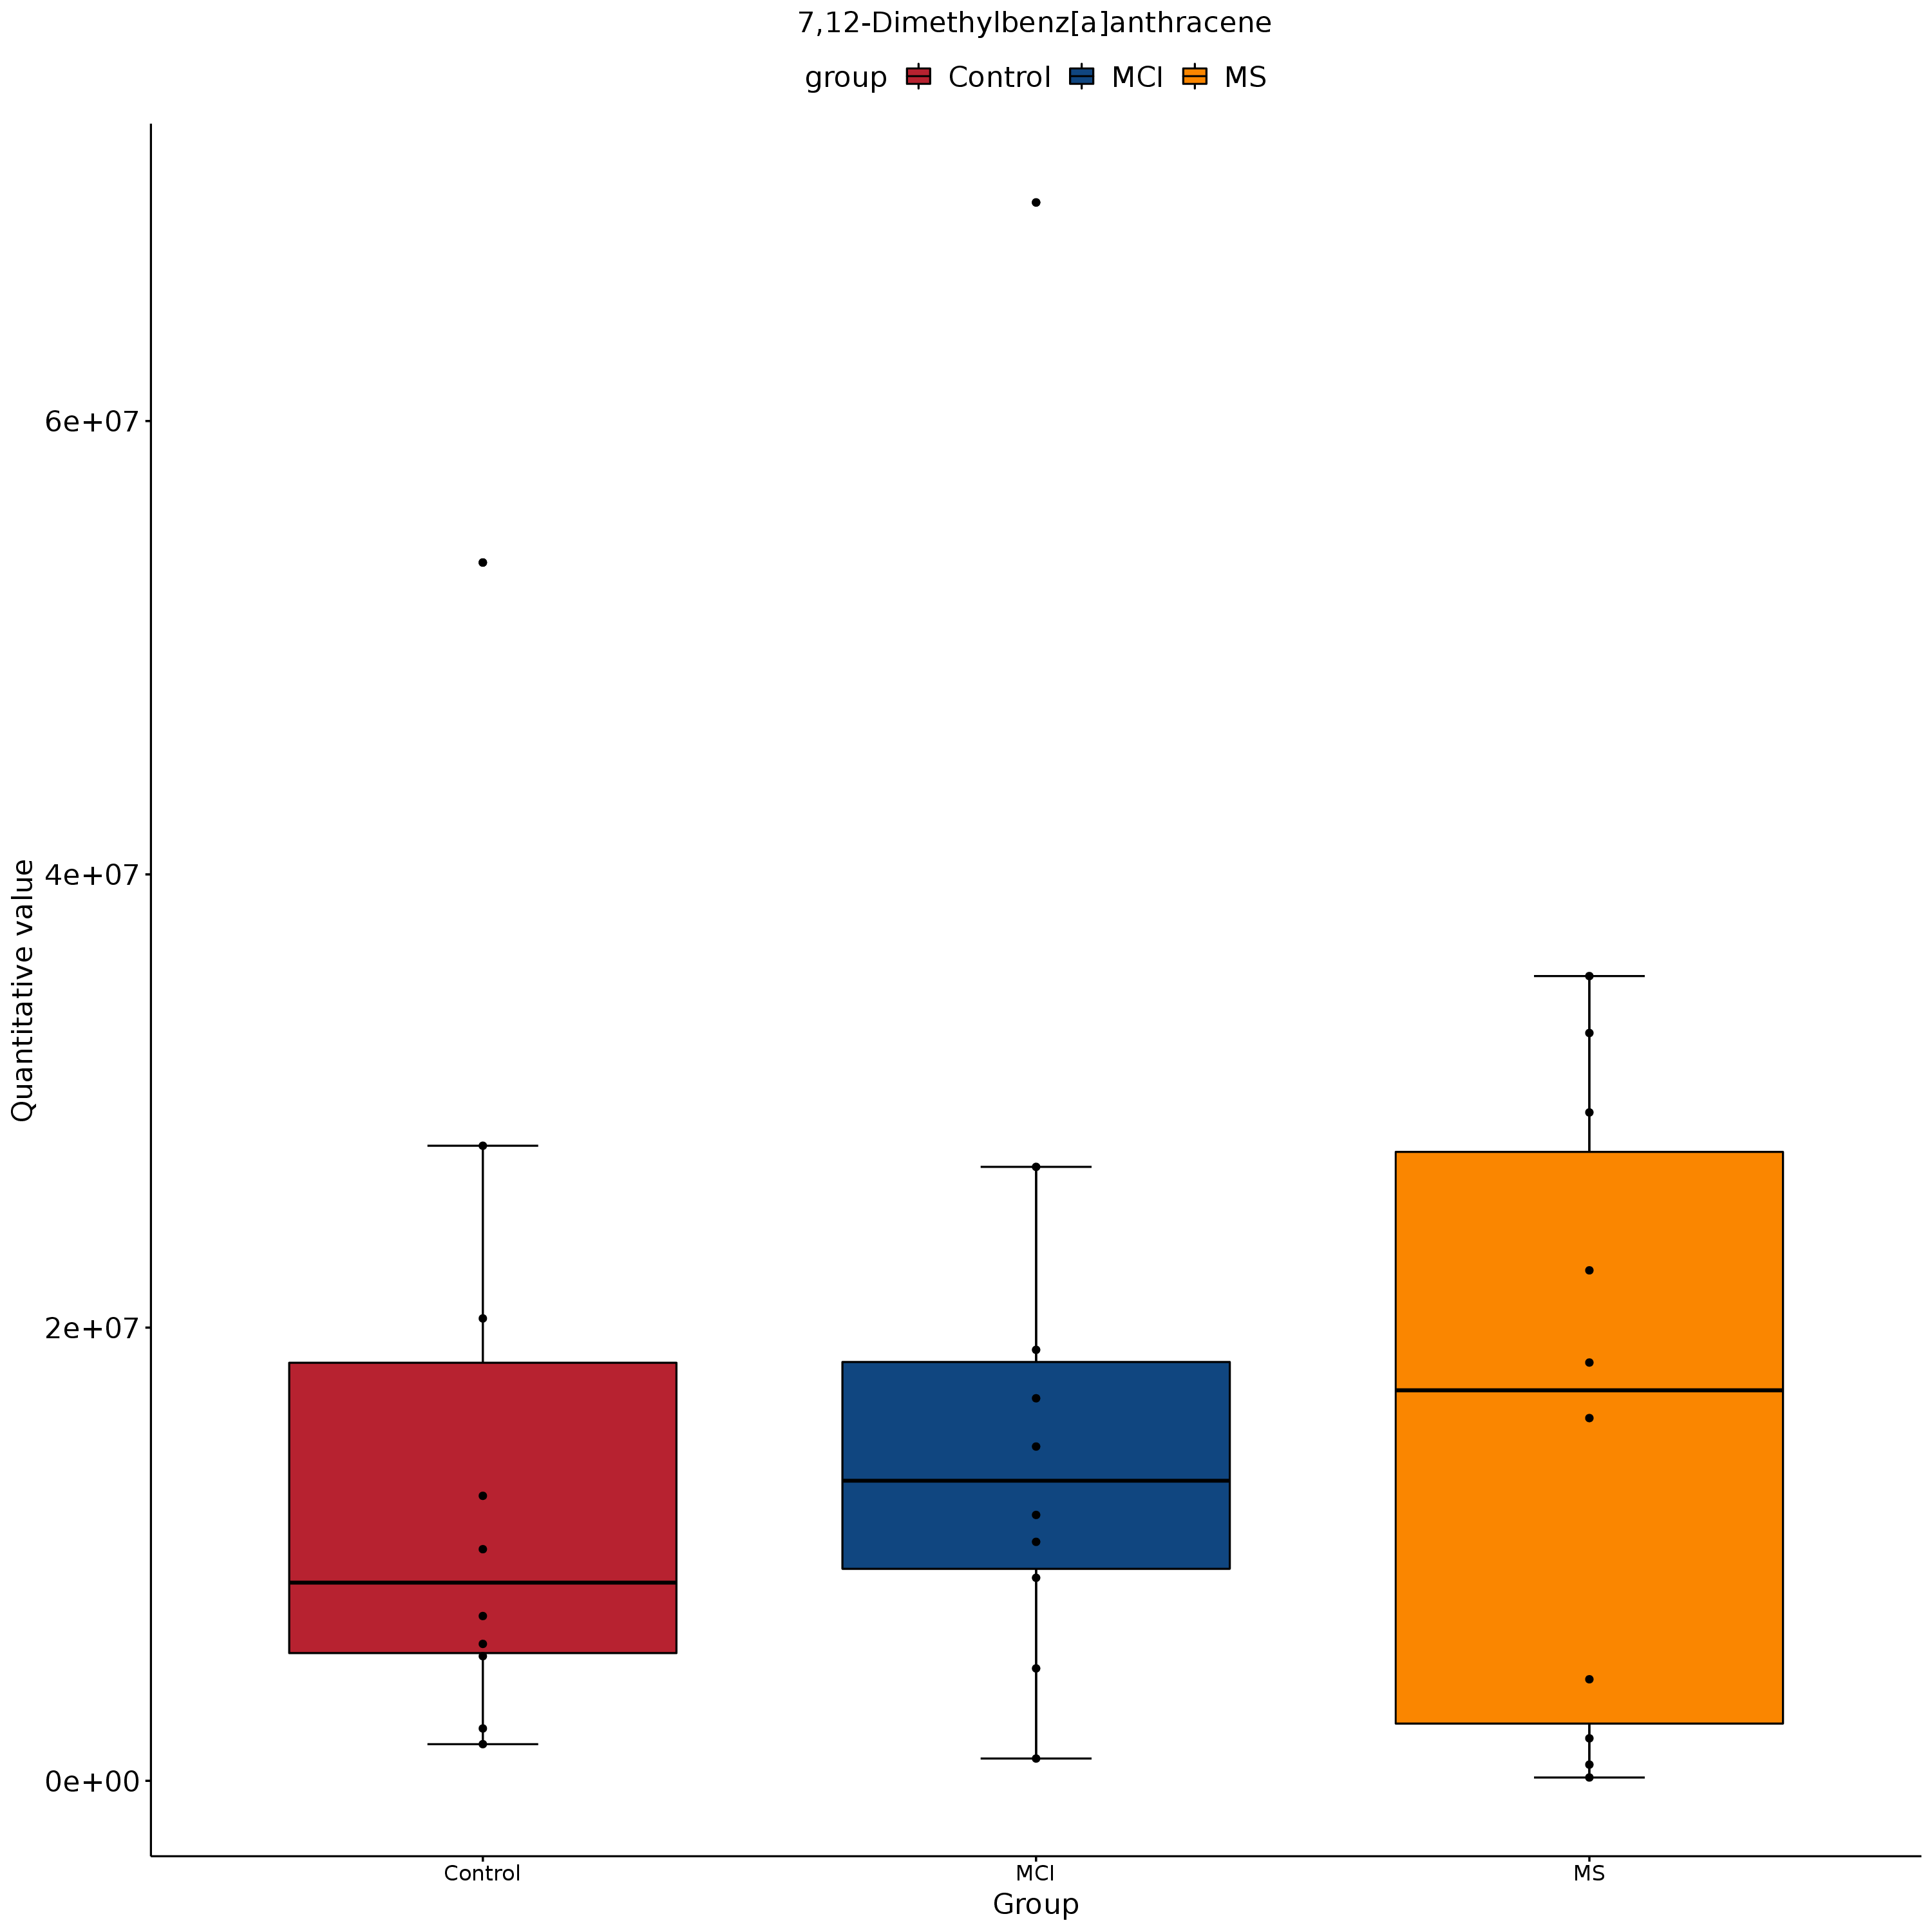 7,12-Dimethylbenz[a]anthracene
group Control MCI MS
6e+07
4e+07
2e+07
0e+00
Quantitative value
Control MCI MS
Group